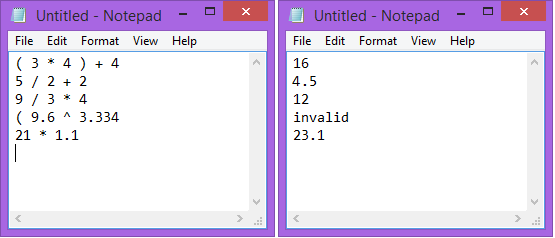 Untitled - Notepad
File Edit Format View Help
( 3 * 4 ) + 4
5 / 2 + 2
9 / 3 * 4
( 9.6 ^ 3.334
21 * 1.1
Untitled - Notepad
File Edit Format View Help
16
4.5
12
invalid
23.1